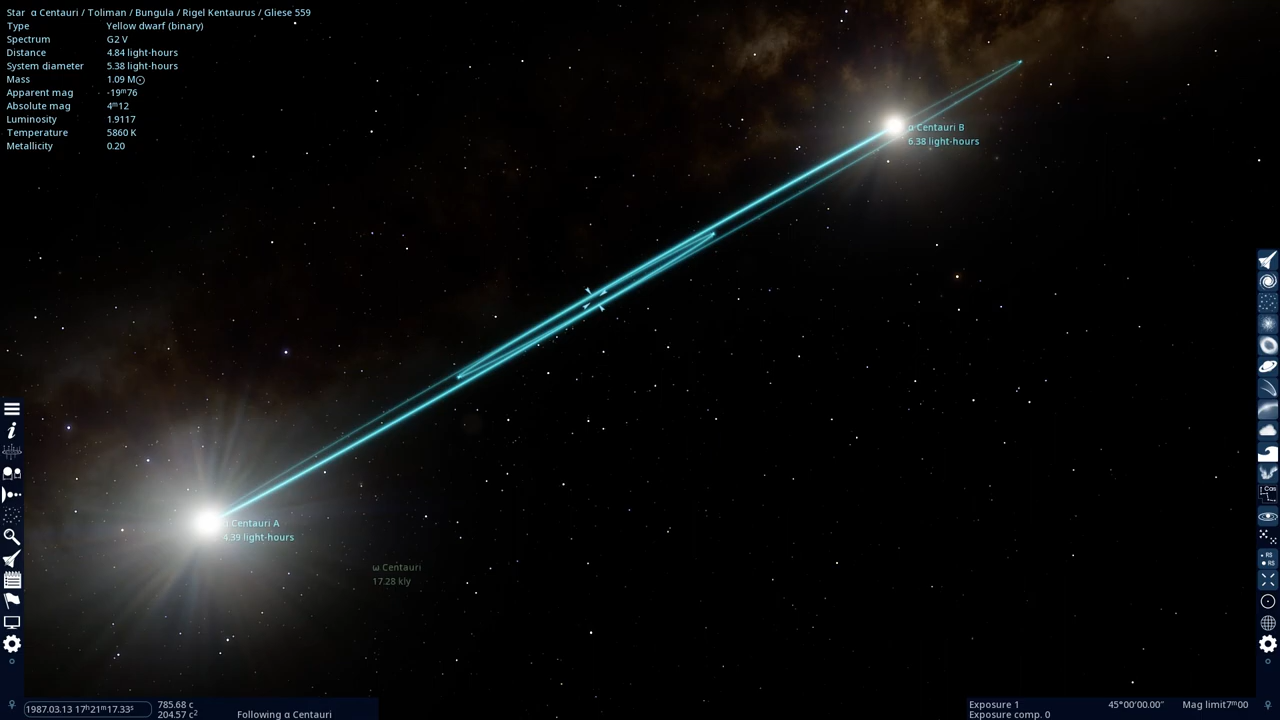 Star α Centauri / Toliman / Bungula / Rigel Kentaurus / Gliese 559
Type Yellow dwarf (binary)
Spectrum G2 V
Distance 4.84 light-hours
System diameter 5.38 light-hours
Mass 1.09 M☉
Apparent mag -19ᵐ76
Absolute mag 4ᵐ12
Luminosity 1.9117
Temperature 5860 K
Metallicity 0.20
α Centauri B
6.38 light-hours
α Centauri A
4.39 light-hours
ω Centauri
17.28 kly
Can
RS
RS
1987.03.13 17ʰ21ᵐ17.33ˢ
785.68 c
204.57 c²
Following α Centauri
Exposure 1
Exposure comp. 0
45°00'00.00"
Mag limit 7ᵐ00